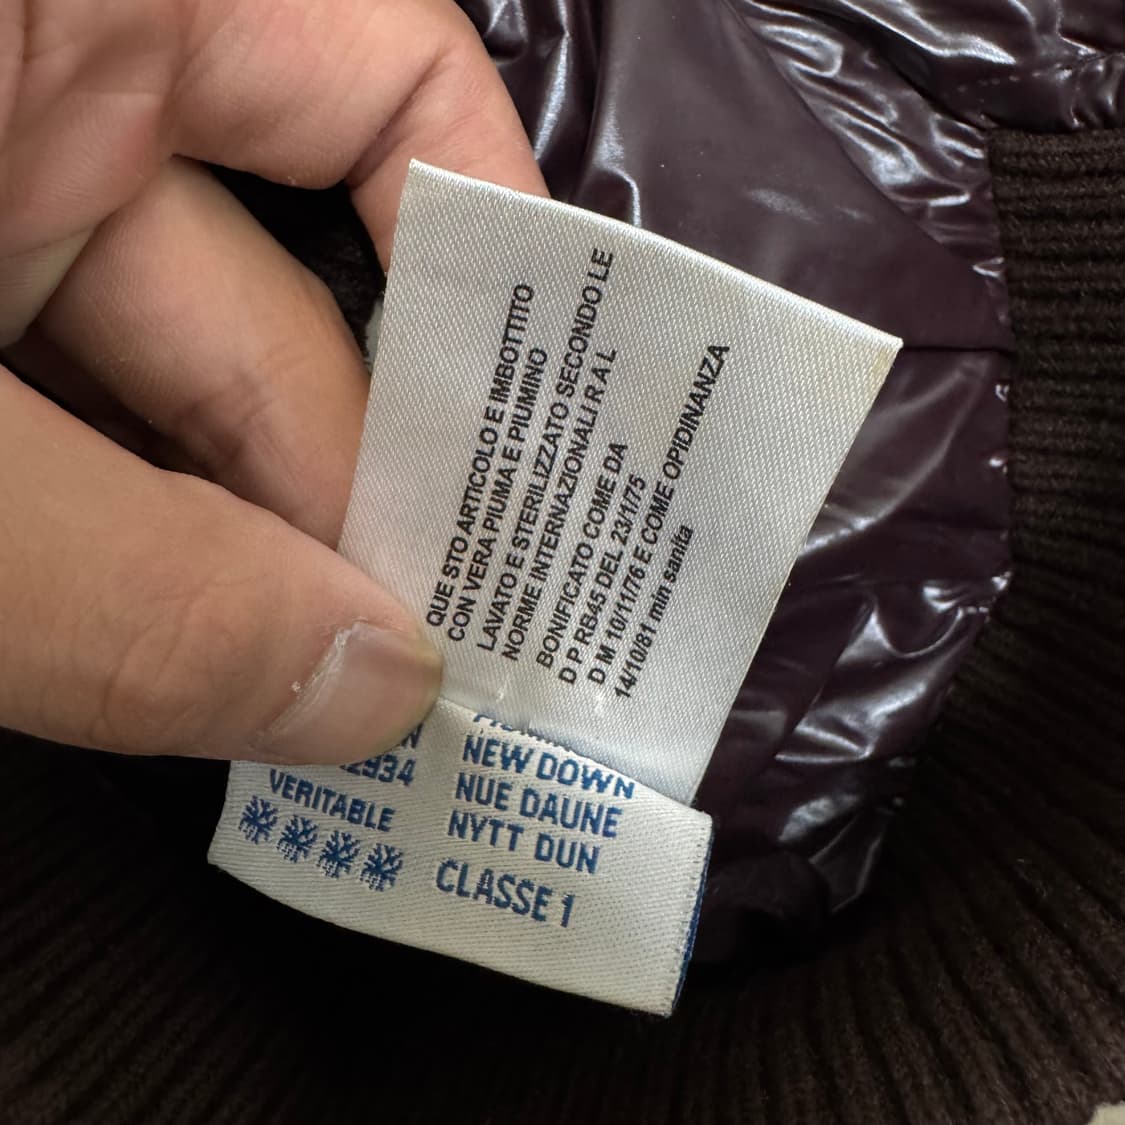 QUE STO ARTICOLO E IMBOTTITO
CON VERA PIUMA E PIUMINO
LAVATO E STERILIZZATO SECONDO LE
NORME INTERNAZIONALI R A L
BONIFICATO COME DA
D P RB45 DEL 23/1/75
D M 10/11/76 E COME OPIDINANZA
14/10/81 min sanita
2934
VERITABLE
NEW DOWN
NUE DAUNE
NYTT DUN
CLASSE 1